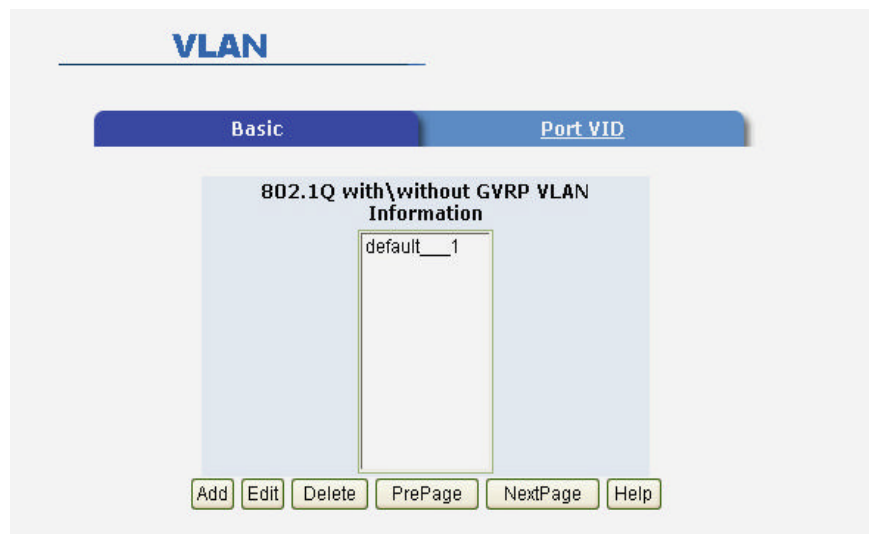 VLAN
Basic
Port VID
802.1Q with\without GVRP VLAN
Information
default___1
Add Edit Delete PrePage NextPage Help